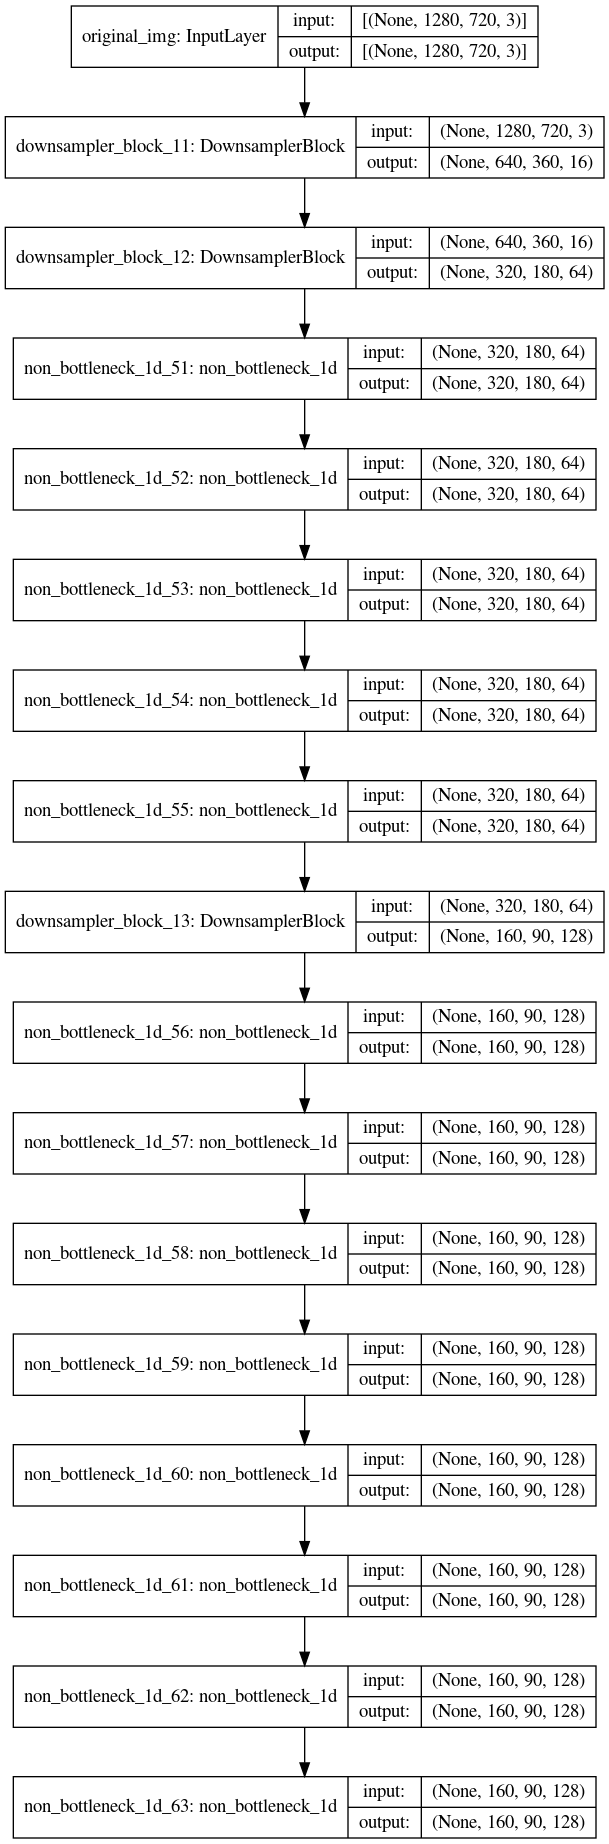 original_img: InputLayer
input: [(None, 1280, 720, 3)]
output: [(None, 1280, 720, 3)]
downsampler_block_11: DownsamplerBlock
input: (None, 1280, 720, 3)
output: (None, 640, 360, 16)
downsampler_block_12: DownsamplerBlock
input: (None, 640, 360, 16)
output: (None, 320, 180, 64)
non_bottleneck_1d_51: non_bottleneck_1d
input: (None, 320, 180, 64)
output: (None, 320, 180, 64)
non_bottleneck_1d_52: non_bottleneck_1d
input: (None, 320, 180, 64)
output: (None, 320, 180, 64)
non_bottleneck_1d_53: non_bottleneck_1d
input: (None, 320, 180, 64)
output: (None, 320, 180, 64)
non_bottleneck_1d_54: non_bottleneck_1d
input: (None, 320, 180, 64)
output: (None, 320, 180, 64)
non_bottleneck_1d_55: non_bottleneck_1d
input: (None, 320, 180, 64)
output: (None, 320, 180, 64)
downsampler_block_13: DownsamplerBlock
input: (None, 320, 180, 64)
output: (None, 160, 90, 128)
non_bottleneck_1d_56: non_bottleneck_1d
input: (None, 160, 90, 128)
output: (None, 160, 90, 128)
non_bottleneck_1d_57: non_bottleneck_1d
input: (None, 160, 90, 128)
output: (None, 160, 90, 128)
non_bottleneck_1d_58: non_bottleneck_1d
input: (None, 160, 90, 128)
output: (None, 160, 90, 128)
non_bottleneck_1d_59: non_bottleneck_1d
input: (None, 160, 90, 128)
output: (None, 160, 90, 128)
non_bottleneck_1d_60: non_bottleneck_1d
input: (None, 160, 90, 128)
output: (None, 160, 90, 128)
non_bottleneck_1d_61: non_bottleneck_1d
input: (None, 160, 90, 128)
output: (None, 160, 90, 128)
non_bottleneck_1d_62: non_bottleneck_1d
input: (None, 160, 90, 128)
output: (None, 160, 90, 128)
non_bottleneck_1d_63: non_bottleneck_1d
input: (None, 160, 90, 128)
output: (None, 160, 90, 128)